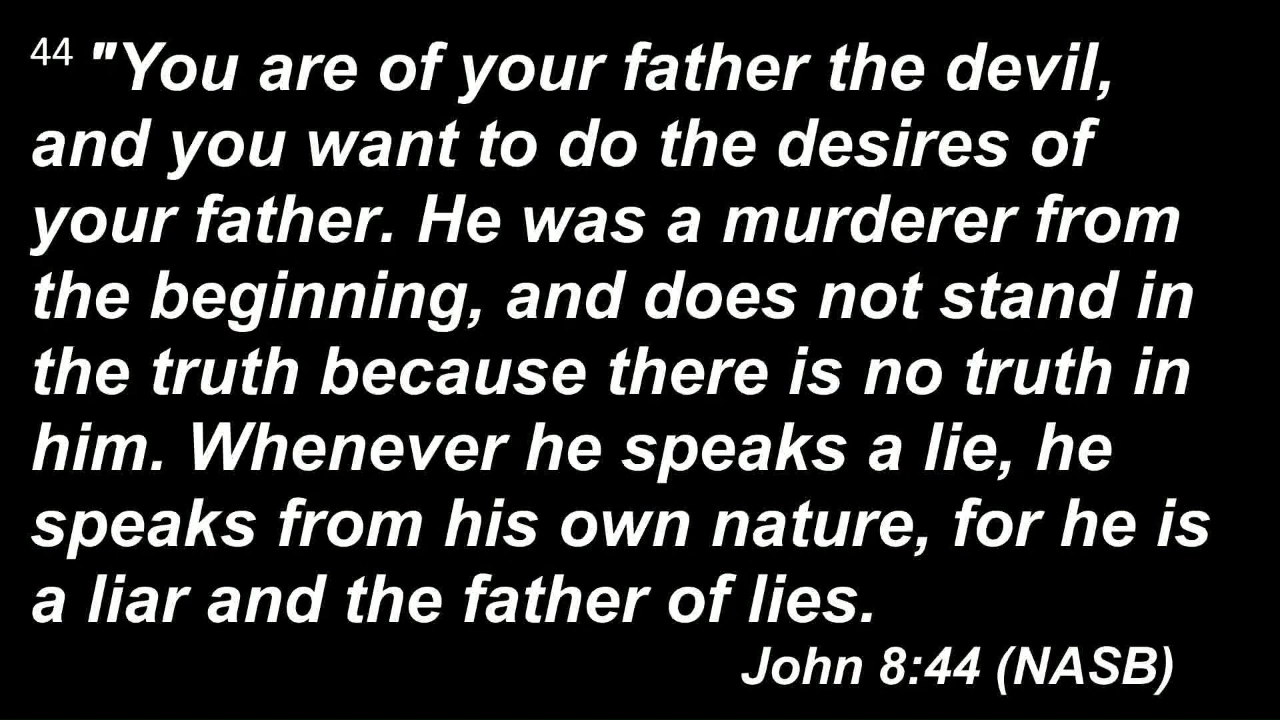 44 "You are of your father the devil,
and you want to do the desires of
your father. He was a murderer from
the beginning, and does not stand in
the truth because there is no truth in
him. Whenever he speaks a lie, he
speaks from his own nature, for he is
a liar and the father of lies.
John 8:44 (NASB)